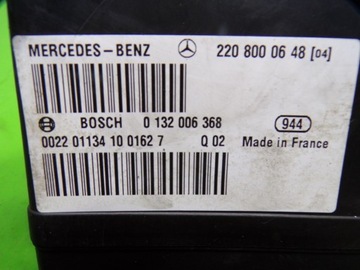 MERCEDES-BENZ 220 800 06 48 [04]
BOSCH 0 132 006 368
944
0022 01134 10 0162 7 Q 02 Made in France